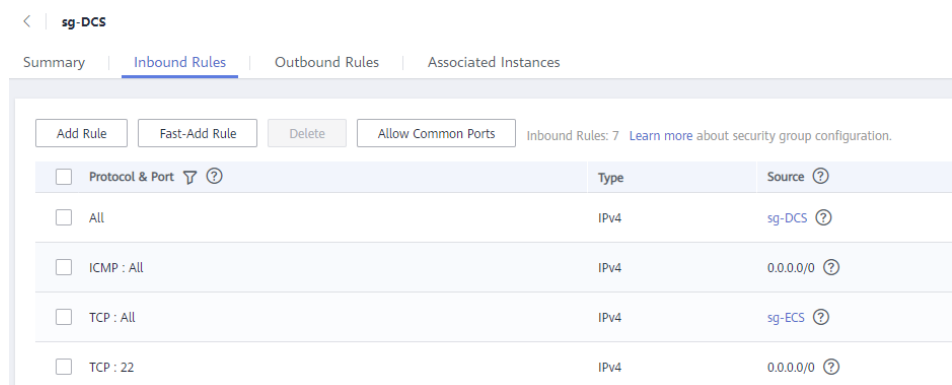 sg-DCS
Summary Inbound Rules Outbound Rules Associated Instances
Add Rule Fast-Add Rule Delete Allow Common Ports Inbound Rules: 7 Learn more about security group configuration.
Protocol & Port Type Source
All IPv4 sg-DCS
ICMP : All IPv4 0.0.0.0/0
TCP : All IPv4 sg-ECS
TCP : 22 IPv4 0.0.0.0/0